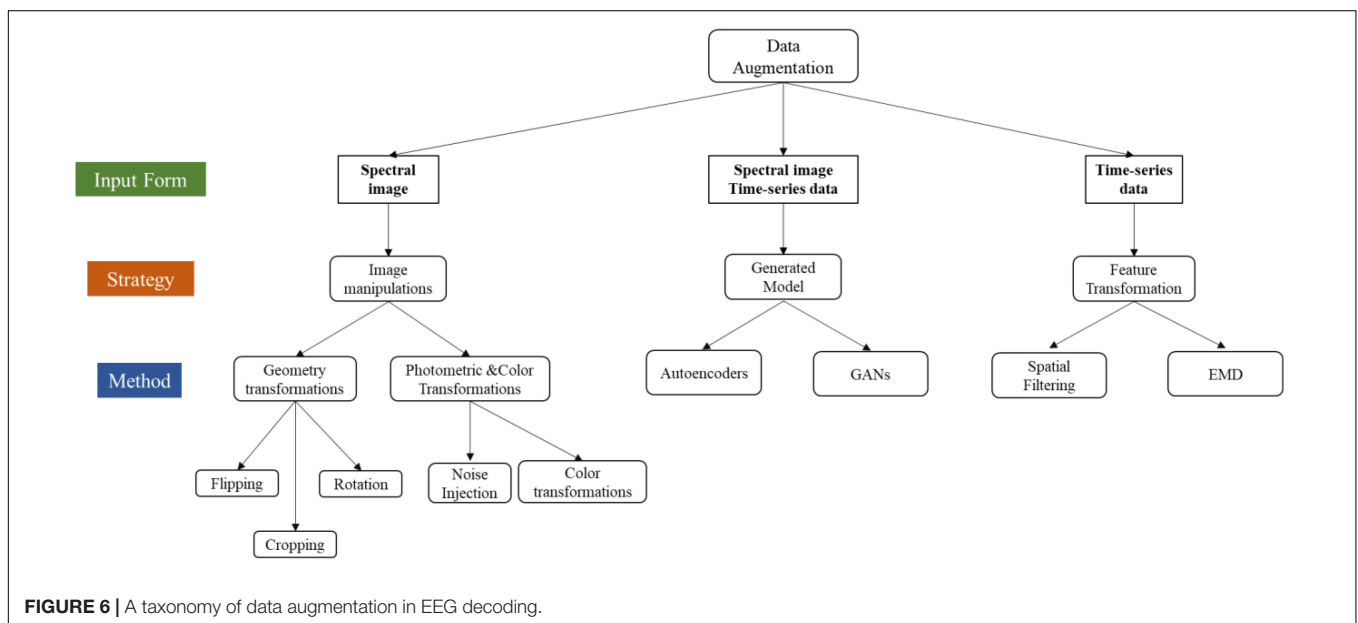 Data
Augmentation
Input Form
Spectral
image
Spectral image
Time-series data
Time-series
data
Strategy
Image
manipulations
Generated
Model
Feature
Transformation
Method
Geometry
transformations
Photometric &Color
Transformations
Autoencoders
GANs
Spatial
Filtering
EMD
Flipping
Rotation
Noise
Injection
Color
transformations
Cropping
FIGURE 6 | A taxonomy of data augmentation in EEG decoding.